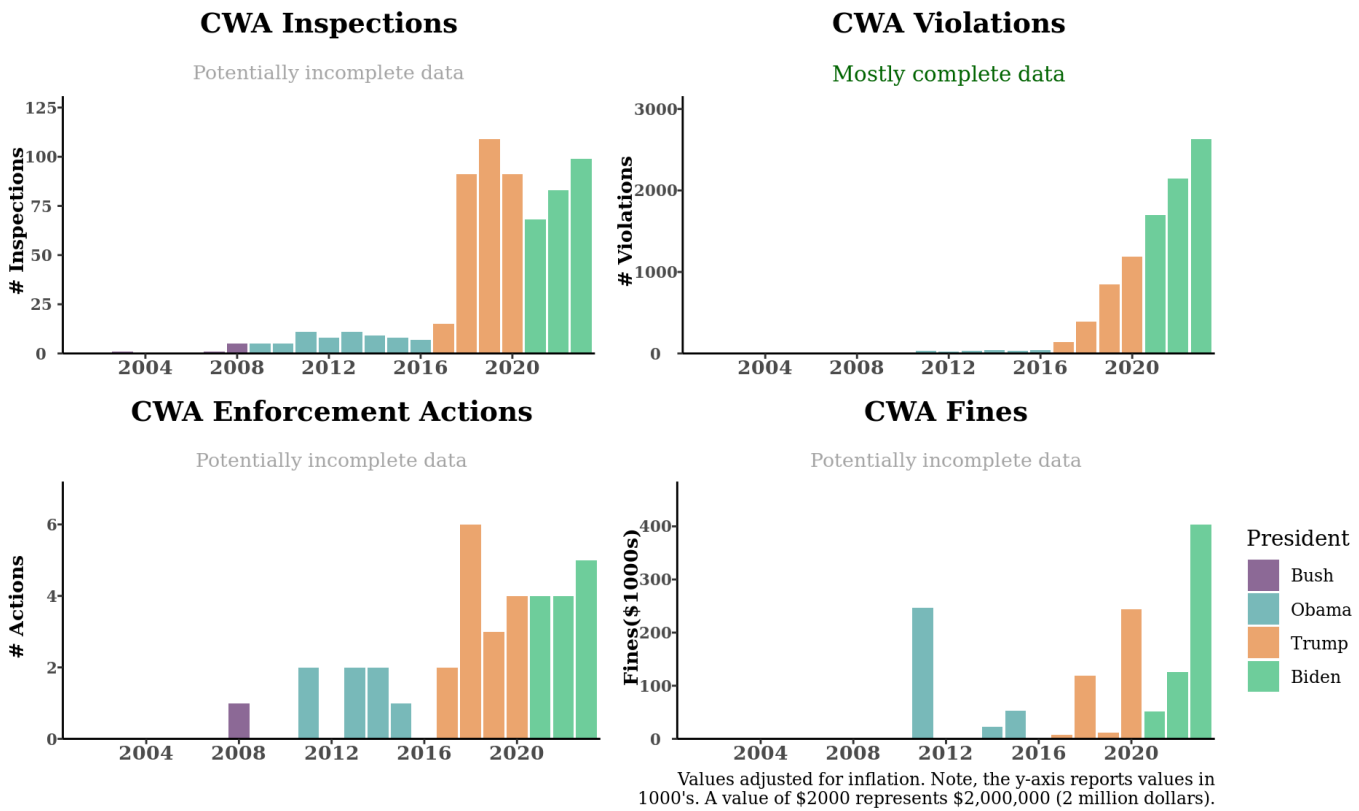 CWA Inspections
Potentially incomplete data
# Inspections
125
100
75
50
25
0
2004 2008 2012 2016 2020
CWA Violations
Mostly complete data
# Violations
3000
2000
1000
0
2004 2008 2012 2016 2020
CWA Enforcement Actions
Potentially incomplete data
# Actions
6
4
2
0
2004 2008 2012 2016 2020
CWA Fines
Potentially incomplete data
Fines($1000s)
400
300
200
100
0
2004 2008 2012 2016 2020
President
Bush
Obama
Trump
Biden
Values adjusted for inflation. Note, the y-axis reports values in
1000's. A value of $2000 represents $2,000,000 (2 million dollars).